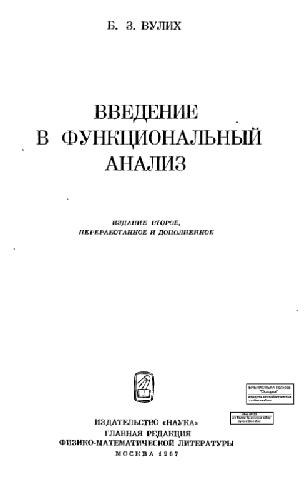 Б. З. ВУЛИХ
ВВЕДЕНИЕ
В ФУНКЦИОНАЛЬНЫЙ
АНАЛИЗ
ИЗДАНИЕ ВТОРОЕ,
ПЕРЕРАБОТАННОЕ И ДОПОЛНЕННОЕ
ИЗДАТЕЛЬСТВО «НАУКА»
ГЛАВНАЯ РЕДАКЦИЯ
ФИЗИКО-МАТЕМАТИЧЕСКОЙ ЛИТЕРАТУРЫ
МОСКВА 1967